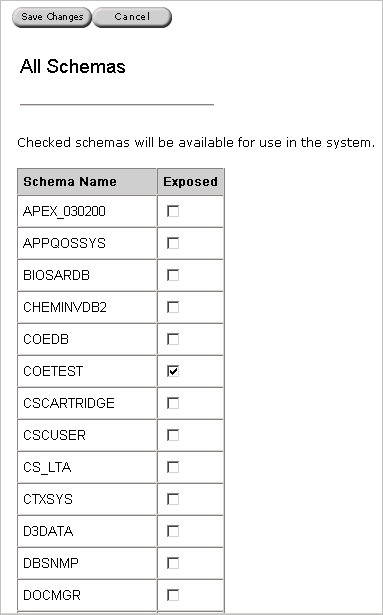 Save Changes Cancel
All Schemas
Checked schemas will be available for use in the system.
Schema Name Exposed
APEX_030200
APPQOSSYS
BIOSARDB
CHEMINVDB2
COEDB
COETEST
CSCARTRIDGE
CSCUSER
CS_LTA
CTXSYS
D3DATA
DBSNMP
DOCMGR